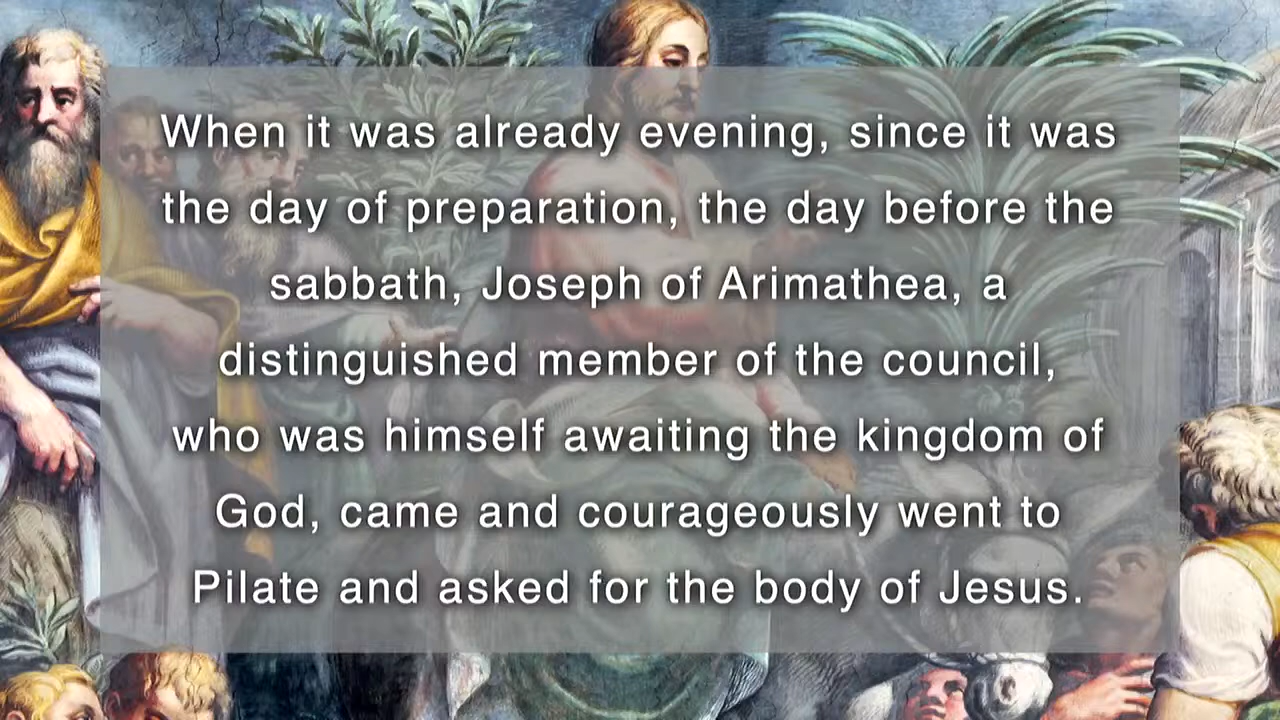 When it was already evening, since it was
the day of preparation, the day before the
sabbath, Joseph of Arimathea, a
distinguished member of the council,
who was himself awaiting the kingdom of
God, came and courageously went to
Pilate and asked for the body of Jesus.